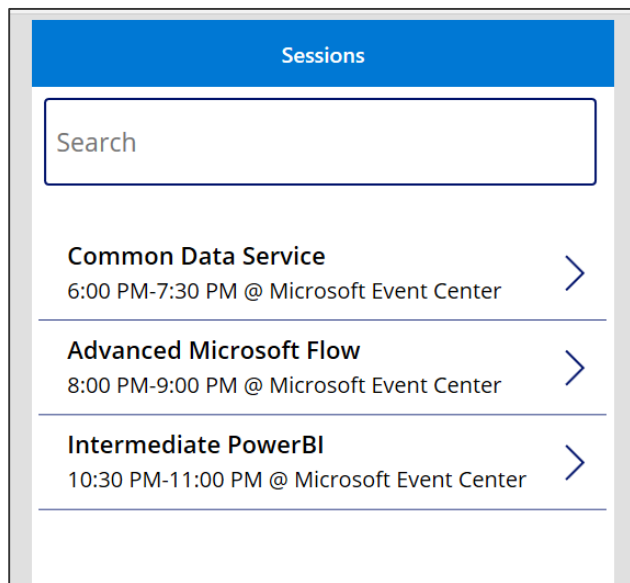 Sessions
Search
Common Data Service
6:00 PM-7:30 PM @ Microsoft Event Center
Advanced Microsoft Flow
8:00 PM-9:00 PM @ Microsoft Event Center
Intermediate PowerBI
10:30 PM-11:00 PM @ Microsoft Event Center